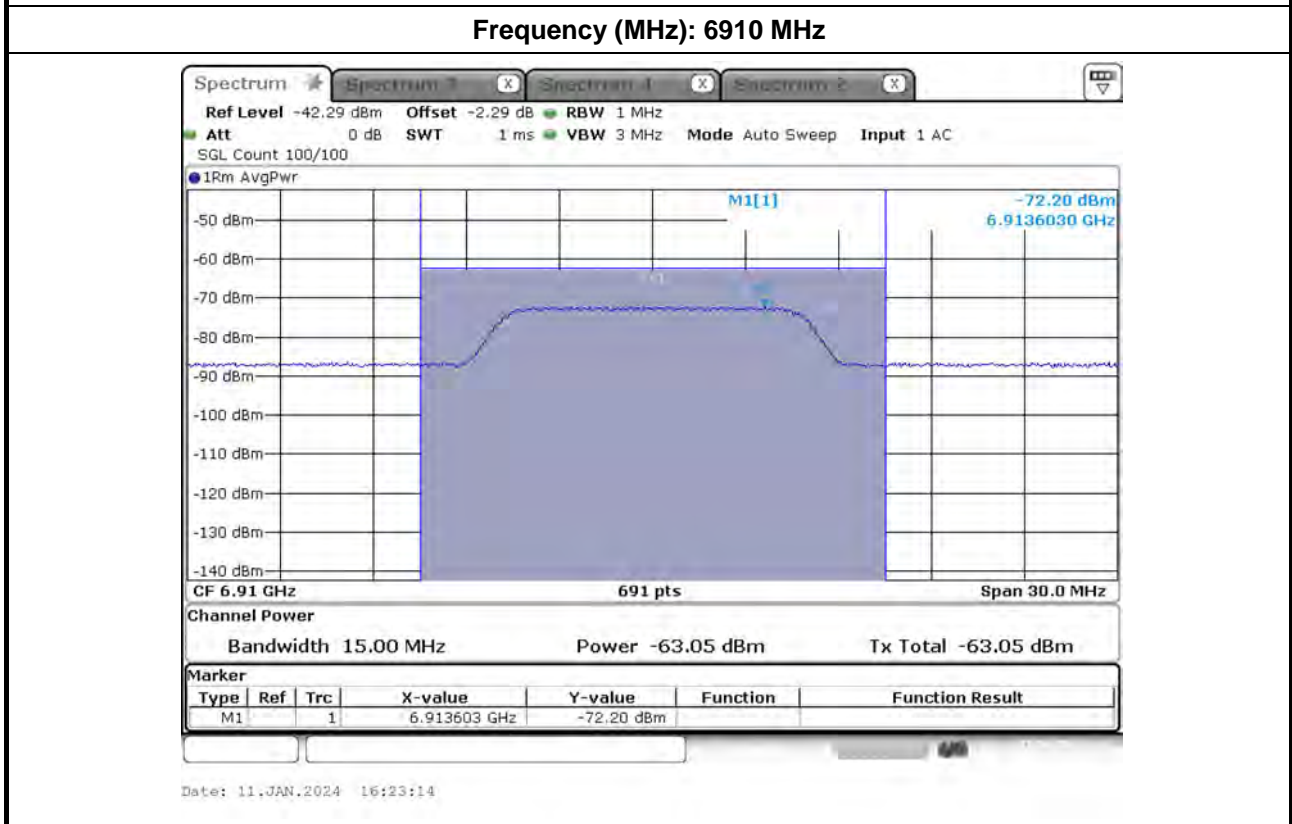 Frequency (MHz): 6910 MHz
Spectrum Spectrum 3 X Spectrum 4 X Spectrum 2 X
Ref Level -42.29 dBm Offset -2.29 dB RBW 1 MHz
Att 0 dB SWT 1 ms VBW 3 MHz Mode Auto Sweep Input 1 AC
SGL Count 100/100
1Rm AvgPwr
M1[1] -72.20 dBm
6.9136030 GHz
-50 dBm
-60 dBm
-70 dBm
-80 dBm
-90 dBm
-100 dBm
-110 dBm
-120 dBm
-130 dBm
-140 dBm
CF 6.91 GHz 691 pts Span 30.0 MHz
Channel Power
Bandwidth 15.00 MHz Power -63.05 dBm Tx Total -63.05 dBm
Marker
Type Ref Trc X-value Y-value Function Function Result
M1 1 6.913603 GHz -72.20 dBm
Date: 11.JAN.2024 16:23:14